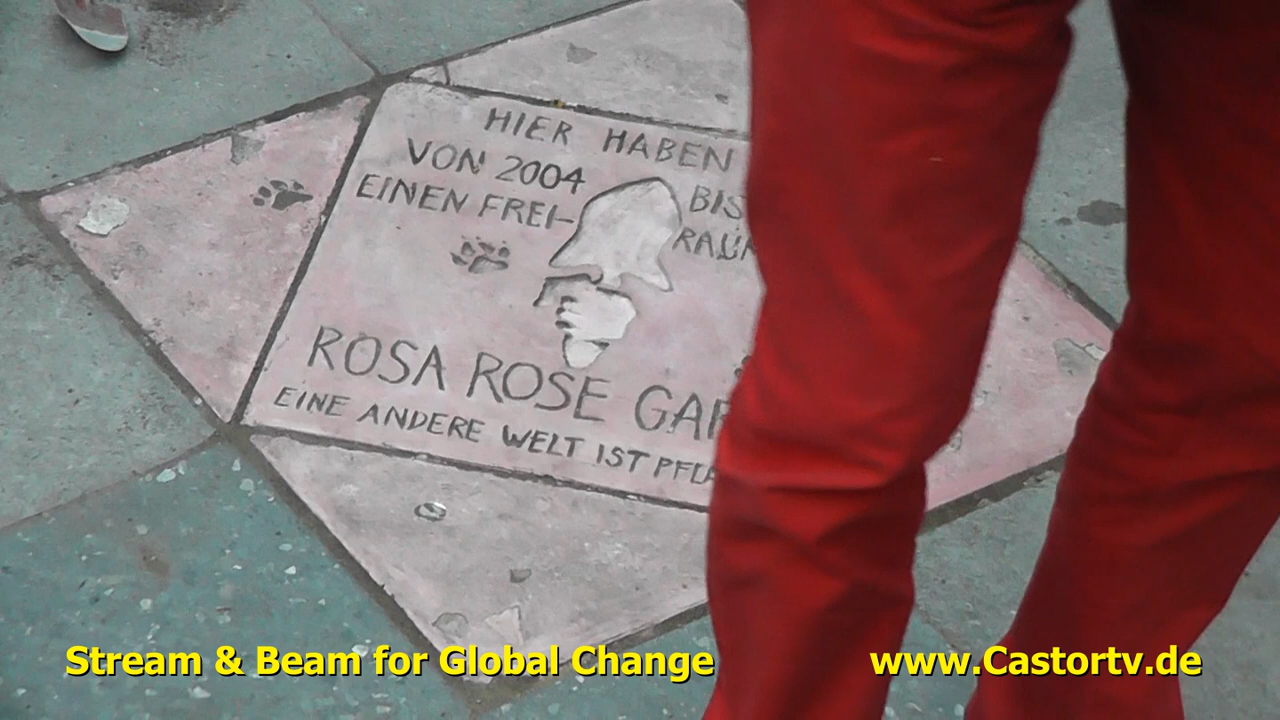 HIER HABEN
VON 2004 BIS
EINEN FREI-
ROSA ROSE
EINE ANDERE WELT IST
Stream & Beam for Global Change
www.Castortv.de